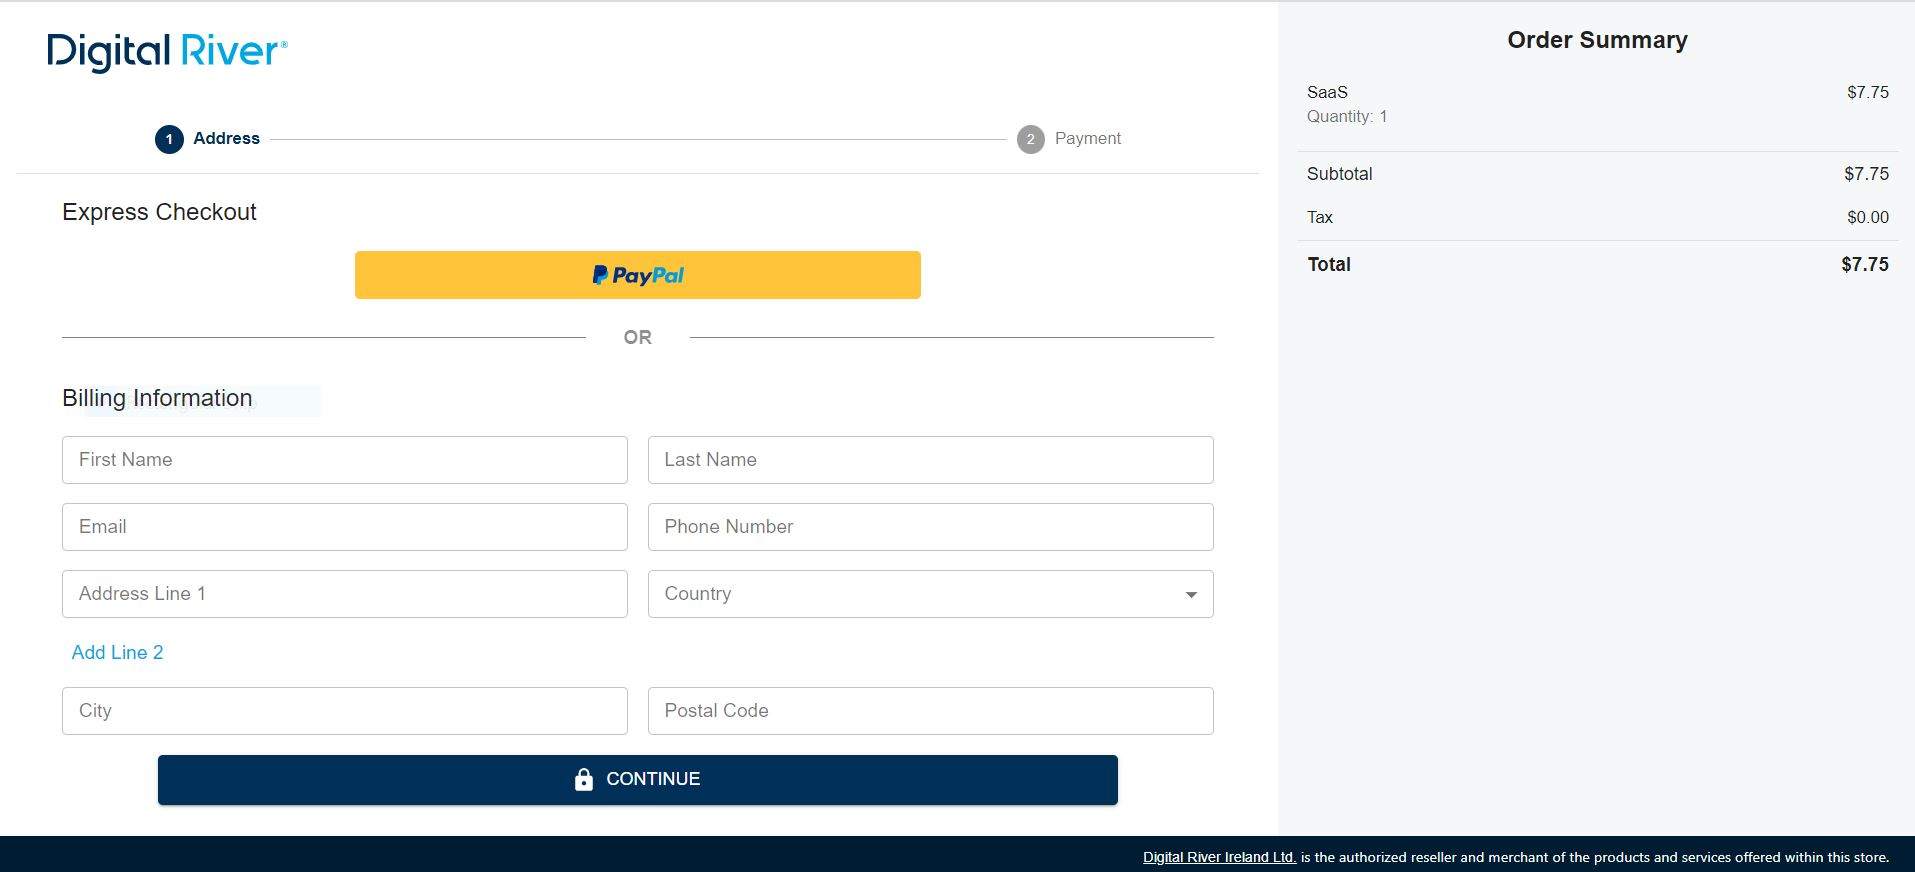 Digital River®
1 Address
2 Payment
Express Checkout
PayPal
OR
Billing Information
First Name
Last Name
Email
Phone Number
Address Line 1
Country
Add Line 2
City
Postal Code
CONTINUE
Order Summary
SaaS $7.75
Quantity: 1
Subtotal $7.75
Tax $0.00
Total $7.75
Digital River Ireland Ltd. is the authorized reseller and merchant of the products and services offered within this store.